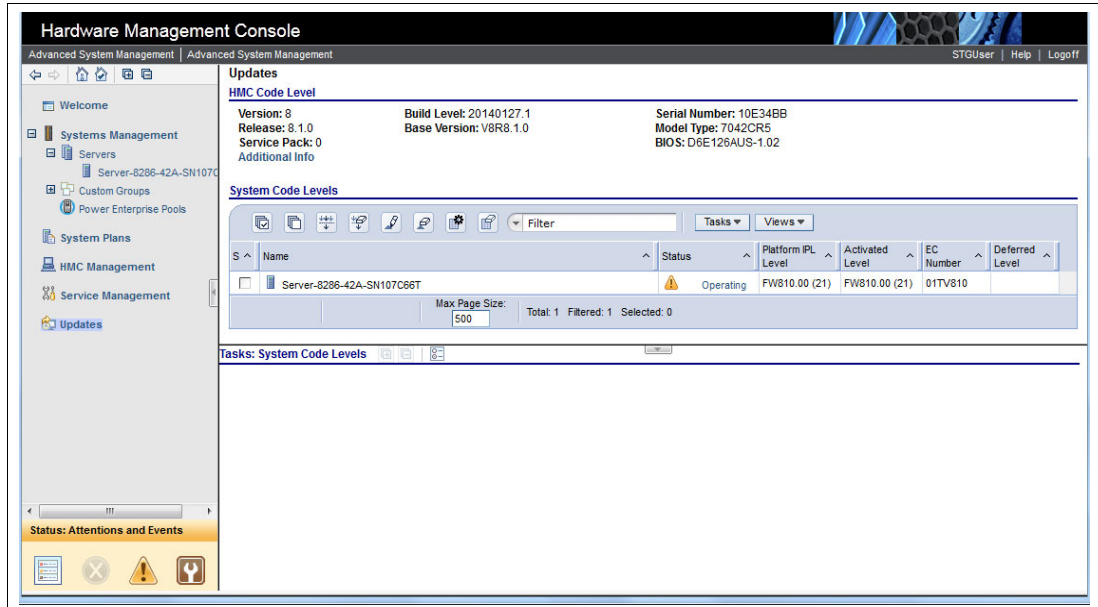 Hardware Management Console
Advanced System Management | Advanced System Management
STGUser | Help | Logoff
Welcome
Systems Management
Servers
Server-8286-42A-SN107C
Custom Groups
Power Enterprise Pools
System Plans
HMC Management
Service Management
Updates
Status: Attentions and Events
Updates
HMC Code Level
Version: 8 Build Level: 20140127.1 Serial Number: 10E34BB
Release: 8.1.0 Base Version: V8R8.1.0 Model Type: 7042CR5
Service Pack: 0 BIOS: D6E126AUS-1.02
Additional Info
System Code Levels
Filter Tasks Views
S Name Status Platform IPL Level Activated Level EC Number Deferred Level
Server-8286-42A-SN107C66T Operating FW810.00 (21) FW810.00 (21) 01TV810
Max Page Size:
500 Total: 1 Filtered: 1 Selected: 0
Tasks: System Code Levels